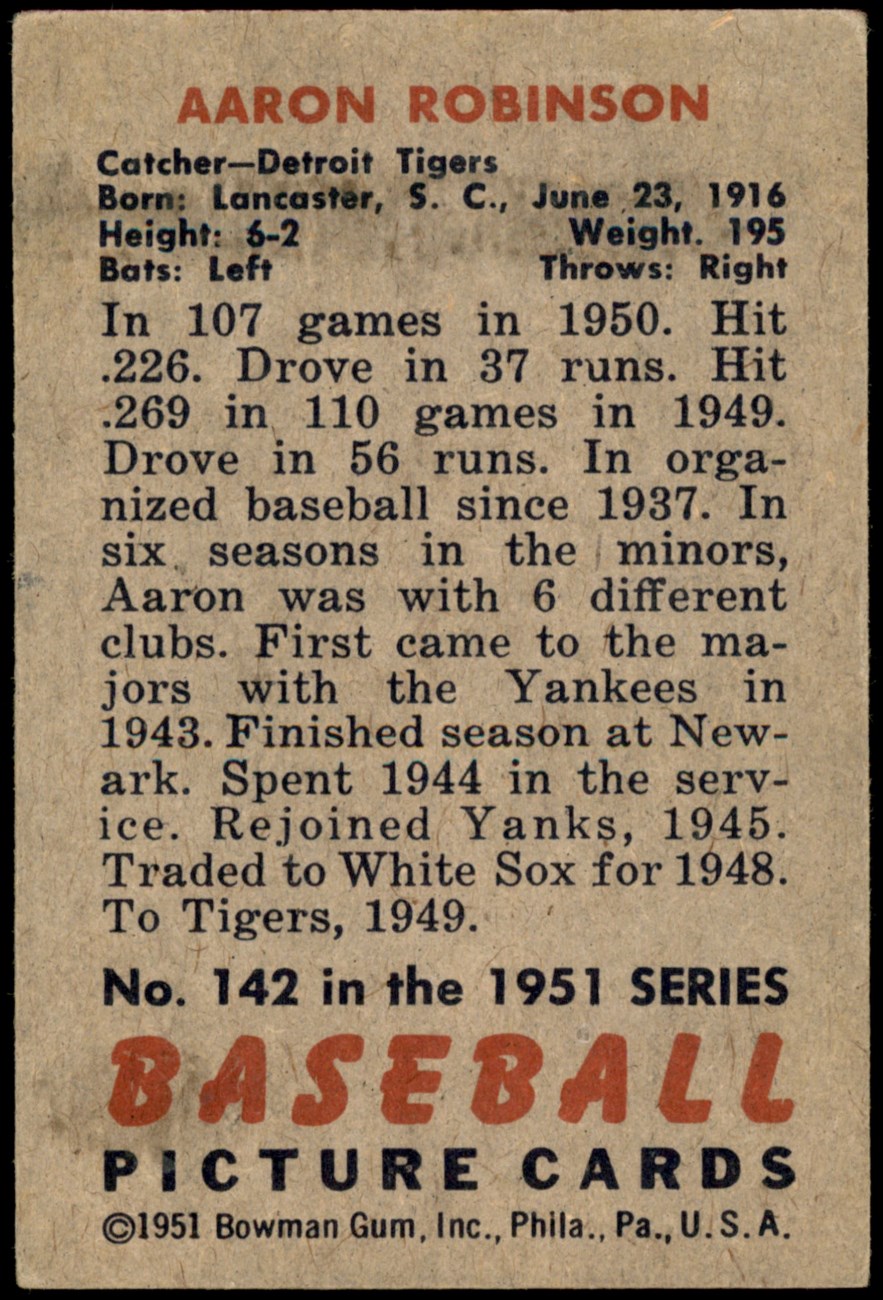 AARON ROBINSON
Catcher—Detroit Tigers
Born: Lancaster, S. C., June 23, 1916
Height: 6-2 Weight. 195
Bats: Left Throws: Right
In 107 games in 1950. Hit
.226. Drove in 37 runs. Hit
.269 in 110 games in 1949.
Drove in 56 runs. In orga-
nized baseball since 1937. In
six seasons in the minors,
Aaron was with 6 different
clubs. First came to the ma-
jors with the Yankees in
1943. Finished season at New-
ark. Spent 1944 in the serv-
ice. Rejoined Yanks, 1945.
Traded to White Sox for 1948.
To Tigers, 1949.
No. 142 in the 1951 SERIES
BASEBALL
PICTURE CARDS
©1951 Bowman Gum, Inc., Phila., Pa., U.S.A.